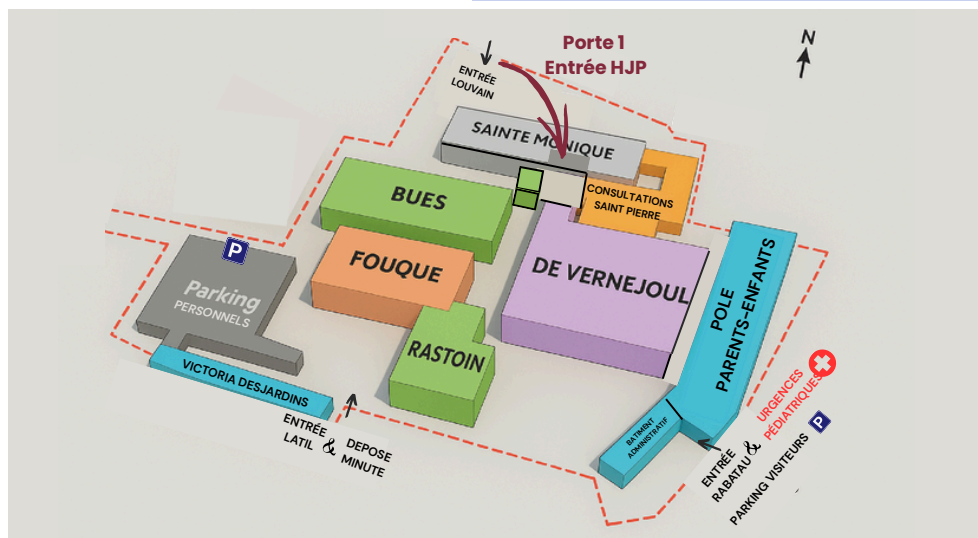 N
Porte 1
Entrée HJP
ENTRÉE
LOUVAIN
SAINTE MONIQUE
CONSULTATIONS
SAINT PIERRE
BUES
FOUQUE
DE VERNEJOUL
POLE
PARENTS-ENFANTS
P
Parking
PERSONNELS
RASTOIN
VICTORIA DESJARDINS
ENTRÉE
LATIL
&
DEPOSE
MINUTE
BATIMENT
ADMINISTRATIF
ENTRÉE
RABATAU
&
URGENCES
PÉDIATRIQUES
PARKING VISITEURS P